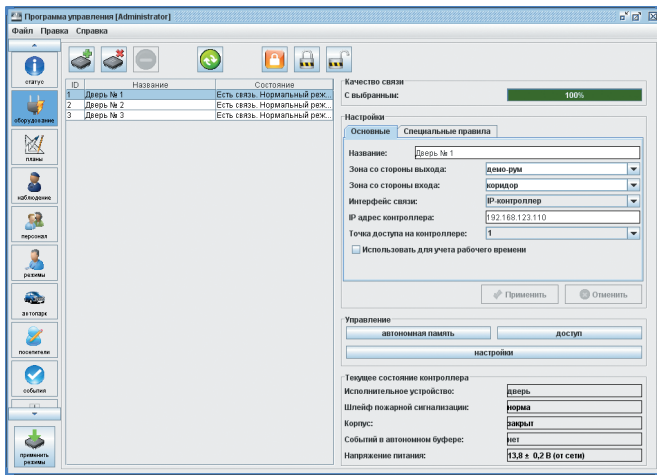 Программа управления [Administrator]
Файл Правка Справка
статус
оборудование
планы
наблюдение
персонал
режимы
автопарк
посетители
события
применить
режимы
ID Название Состояние
1 Дверь № 1 Есть связь. Нормальный реж...
2 Дверь № 2 Есть связь. Нормальный реж...
3 Дверь № 3 Есть связь. Нормальный реж...
Качество связи
С выбранным: 100%
Настройки
Основные Специальные правила
Название: Дверь № 1
Зона со стороны выхода: демо-рум
Зона со стороны входа: коридор
Интерфейс связи: IP-контроллер
IP адрес контроллера: 192.168.123.110
Точка доступа на контроллере: 1
Использовать для учета рабочего времени
Применить Отменить
Управление
автономная память доступ
настройки
Текущее состояние контроллера
Исполнительное устройство: дверь
Шлейф пожарной сигнализации: норма
Корпус: закрыт
Событий в автономном буфере: нет
Напряжение питания: 13,8 ± 0,2 В (от сети)